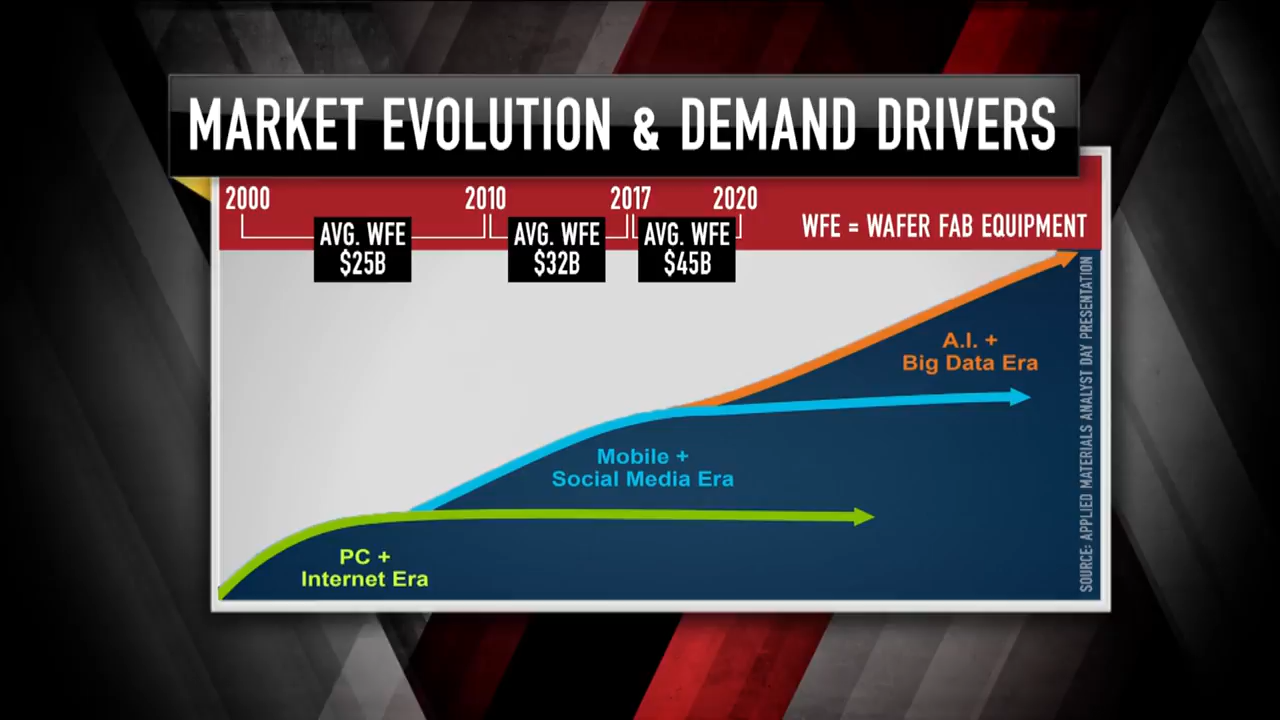 MARKET EVOLUTION & DEMAND DRIVERS
2000 2010 2017 2020
WFE = WAFER FAB EQUIPMENT
AVG. WFE
$25B
AVG. WFE
$32B
AVG. WFE
$45B
A.I. +
Big Data Era
Mobile +
Social Media Era
PC +
Internet Era
SOURCE: APPLIED MATERIALS ANALYST DAY PRESENTATION